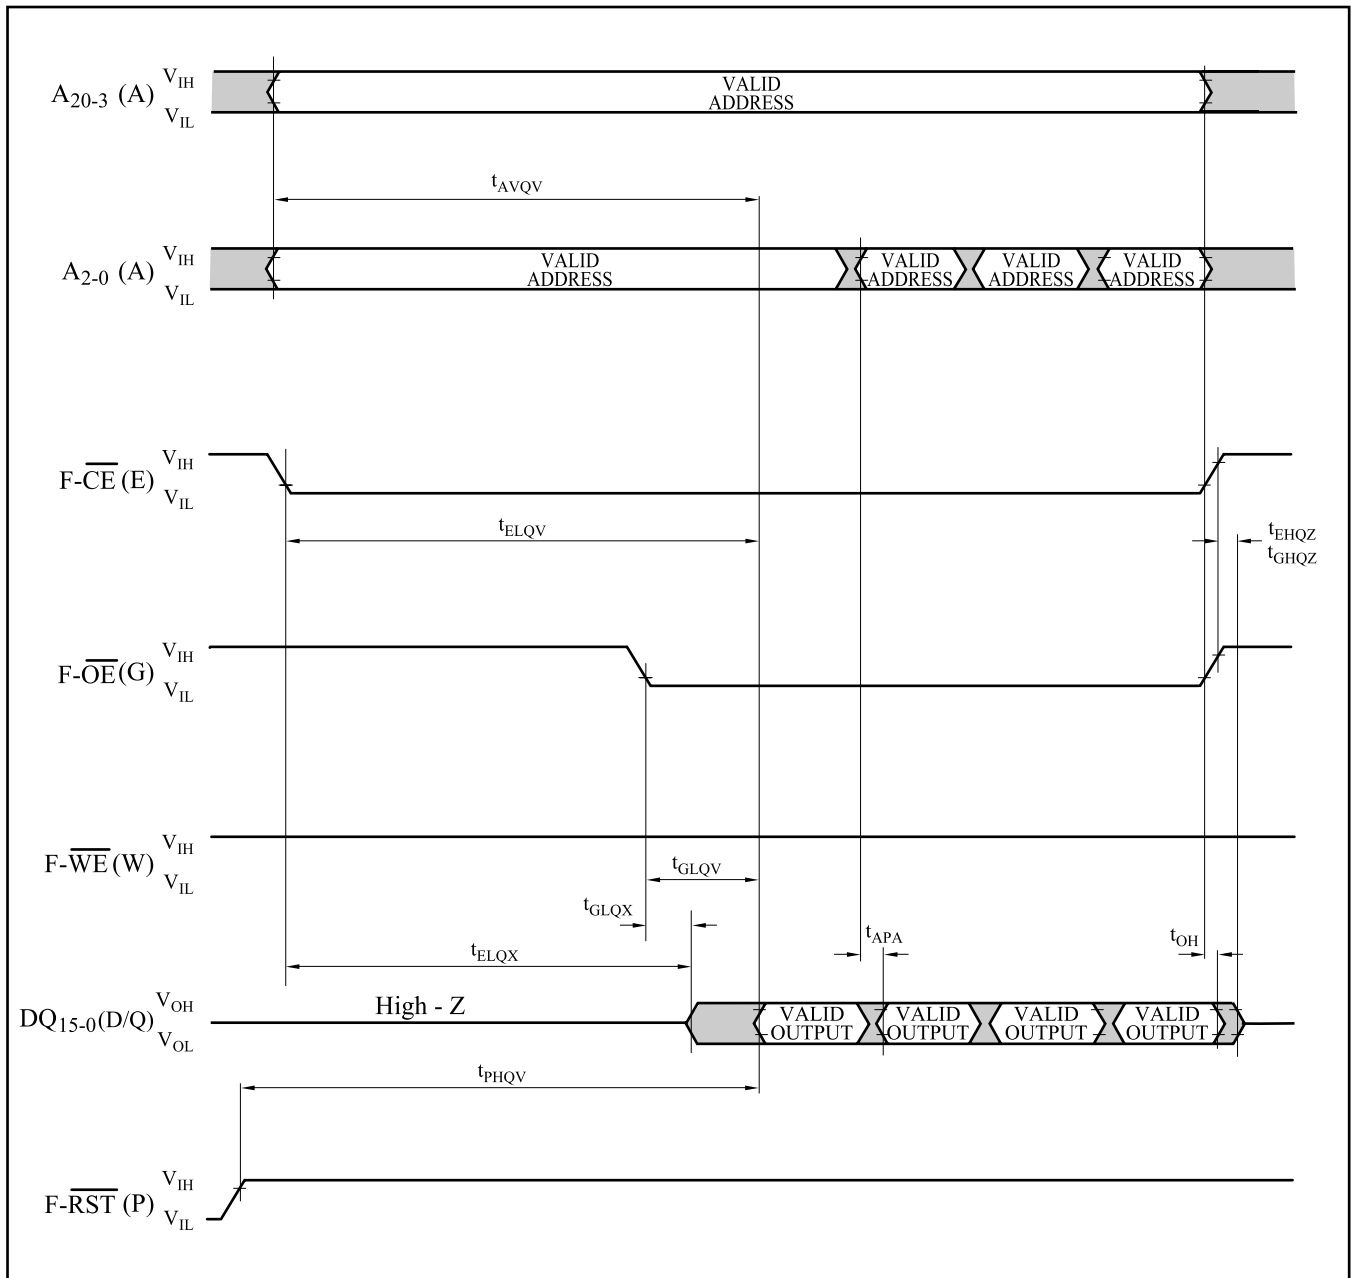 A20-3 (A) VIH VIL VALID ADDRESS
tAVQV
A2-0 (A) VIH VIL VALID ADDRESS VALID ADDRESS VALID ADDRESS VALID ADDRESS
F-CE (E) VIH VIL
tELQV
tEHQZ
tGHQZ
F-OE (G) VIH VIL
F-WE (W) VIH VIL
tGLQV
tGLQX
tAPA
tOH
tELQX
DQ15-0 (D/Q) VOH VOL High - Z VALID OUTPUT VALID OUTPUT VALID OUTPUT VALID OUTPUT
tPHQV
F-RST (P) VIH VIL